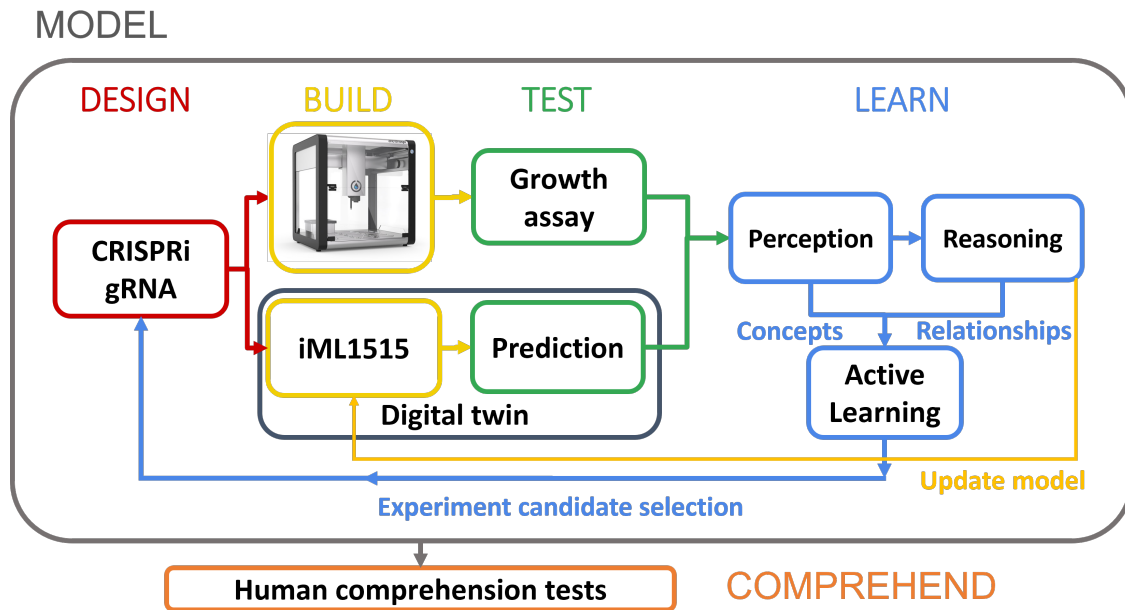 MODEL
DESIGN
BUILD
TEST
LEARN
CRISPRi
gRNA
Growth
assay
Perception
Reasoning
iML1515
Prediction
Digital twin
Concepts
Relationships
Active
Learning
Update model
Experiment candidate selection
Human comprehension tests
COMPREHEND